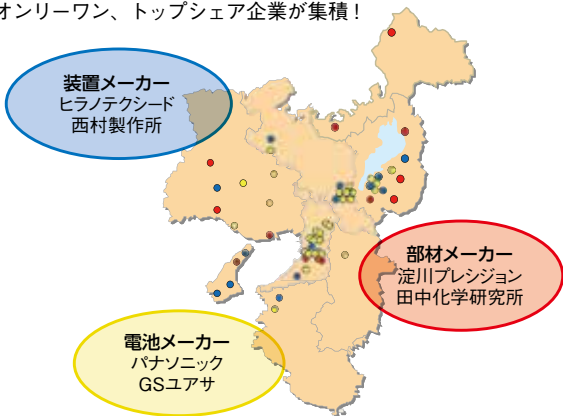 オンリーワン、トップシェア企業が集積！
装置メーカー
ヒラノテクシード
西村製作所
部材メーカー
淀川プレシジョン
田中化学研究所
電池メーカー
パナソニック
GSユアサ